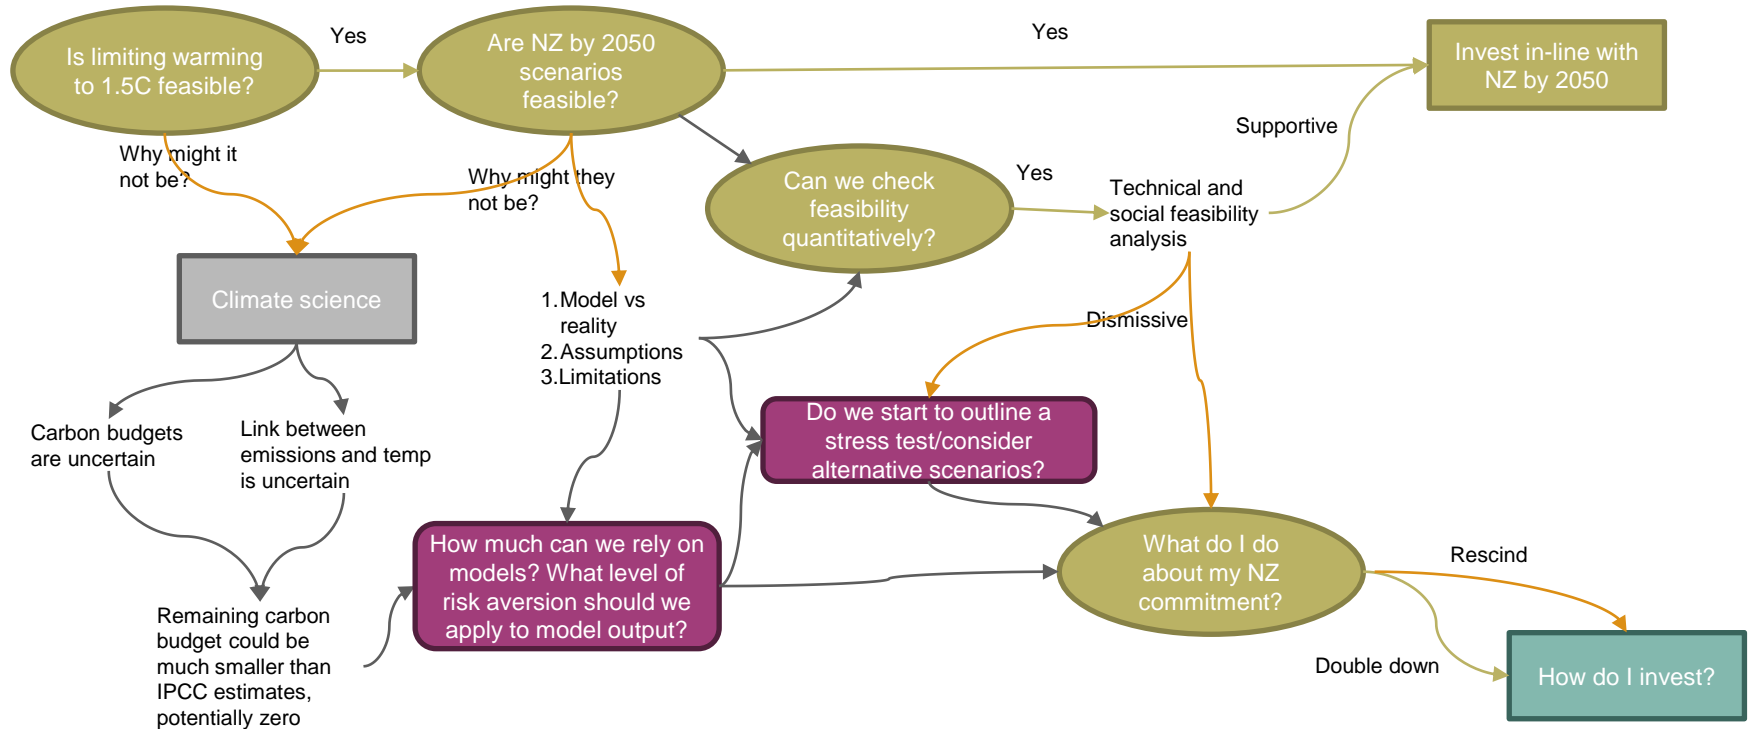 Is limiting warming
to 1.5C feasible?
Yes
Are NZ by 2050
scenarios
feasible?
Yes
Invest in-line with
NZ by 2050
Why might it
not be?
Why might they
not be?
Supportive
Can we check
feasibility
quantitatively?
Yes
Technical and
social feasibility
analysis
Climate science
1.Model vs
reality
2.Assumptions
3.Limitations
Dismissive
Carbon budgets
are uncertain
Link between
emissions and temp
is uncertain
Do we start to outline a
stress test/consider
alternative scenarios?
How much can we rely on
models? What level of
risk aversion should we
apply to model output?
What do I do
about my NZ
commitment?
Rescind
Remaining carbon
budget could be
much smaller than
IPCC estimates,
potentially zero
Double down
How do I invest?